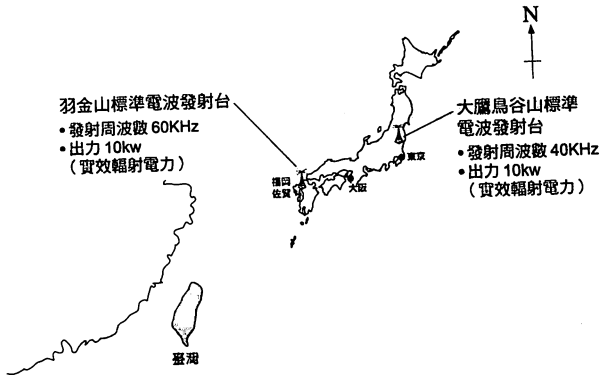 N
羽金山標準電波發射台
• 發射周波數 60KHz
• 出力 10kw
（實效輻射電力）
大鷹鳥谷山標準
電波發射台
• 發射周波數 40KHz
• 出力 10kw
（實效輻射電力）
東京
大阪
福岡
佐賀
臺灣